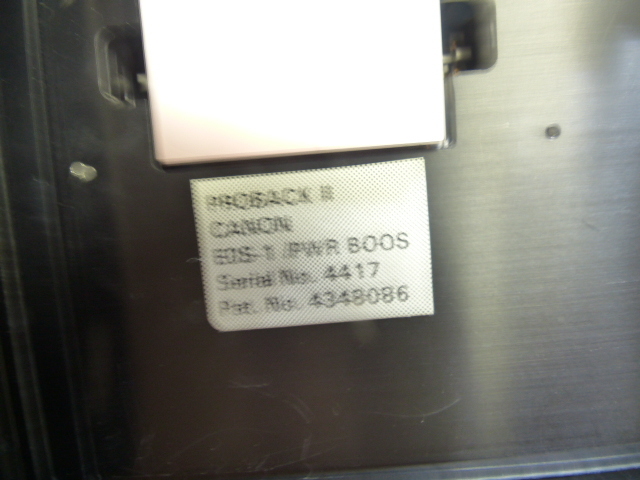 PROBACK II
CANON
EOS-1 /PWR BOOS
Serial No. 4417
Pat. No. 4348086